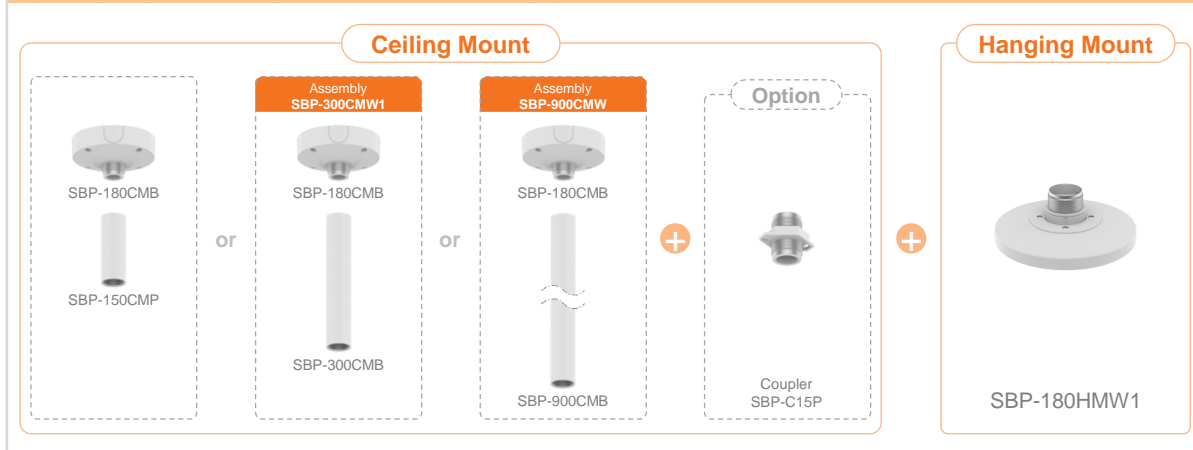 Ceiling Mount
Hanging Mount
Assembly
SBP-300CMW1
Assembly
SBP-900CMW
Option
SBP-180CMB
SBP-180CMB
SBP-180CMB
or
or
SBP-150CMP
SBP-300CMB
SBP-900CMB
Coupler
SBP-C15P
SBP-180HMW1